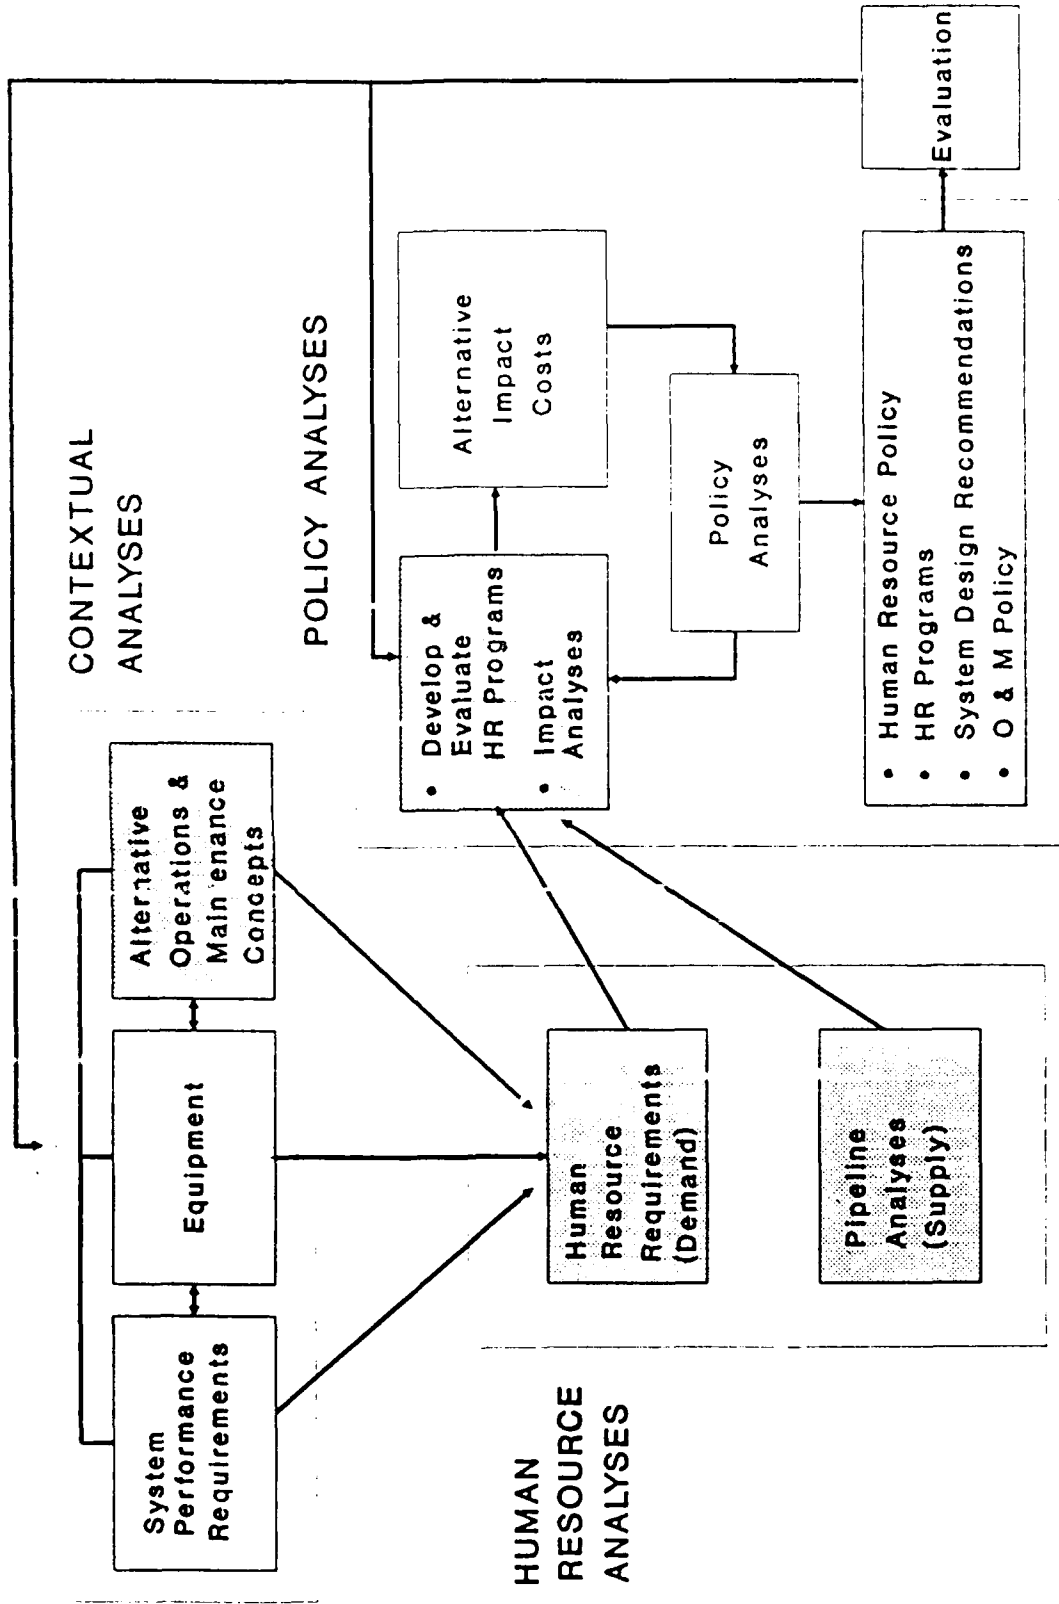 CONTEXTUAL
ANALYSES
System
Performance
Requirements
Equipment
Alternative
Operations &
Main enance
Concepts
HUMAN
RESOURCE
ANALYSES
Human
Resource
Requirements
(Demand)
Pipeline
Analyses
(Supply)
POLICY ANALYSES
• Develop &
Evaluate
HR Programs
• Impact
Analyses
Alternative
Impact
Costs
Policy
Analyses
• Human Resource Policy
• HR Programs
• System Design Recommendations
• O & M Policy
Evaluation